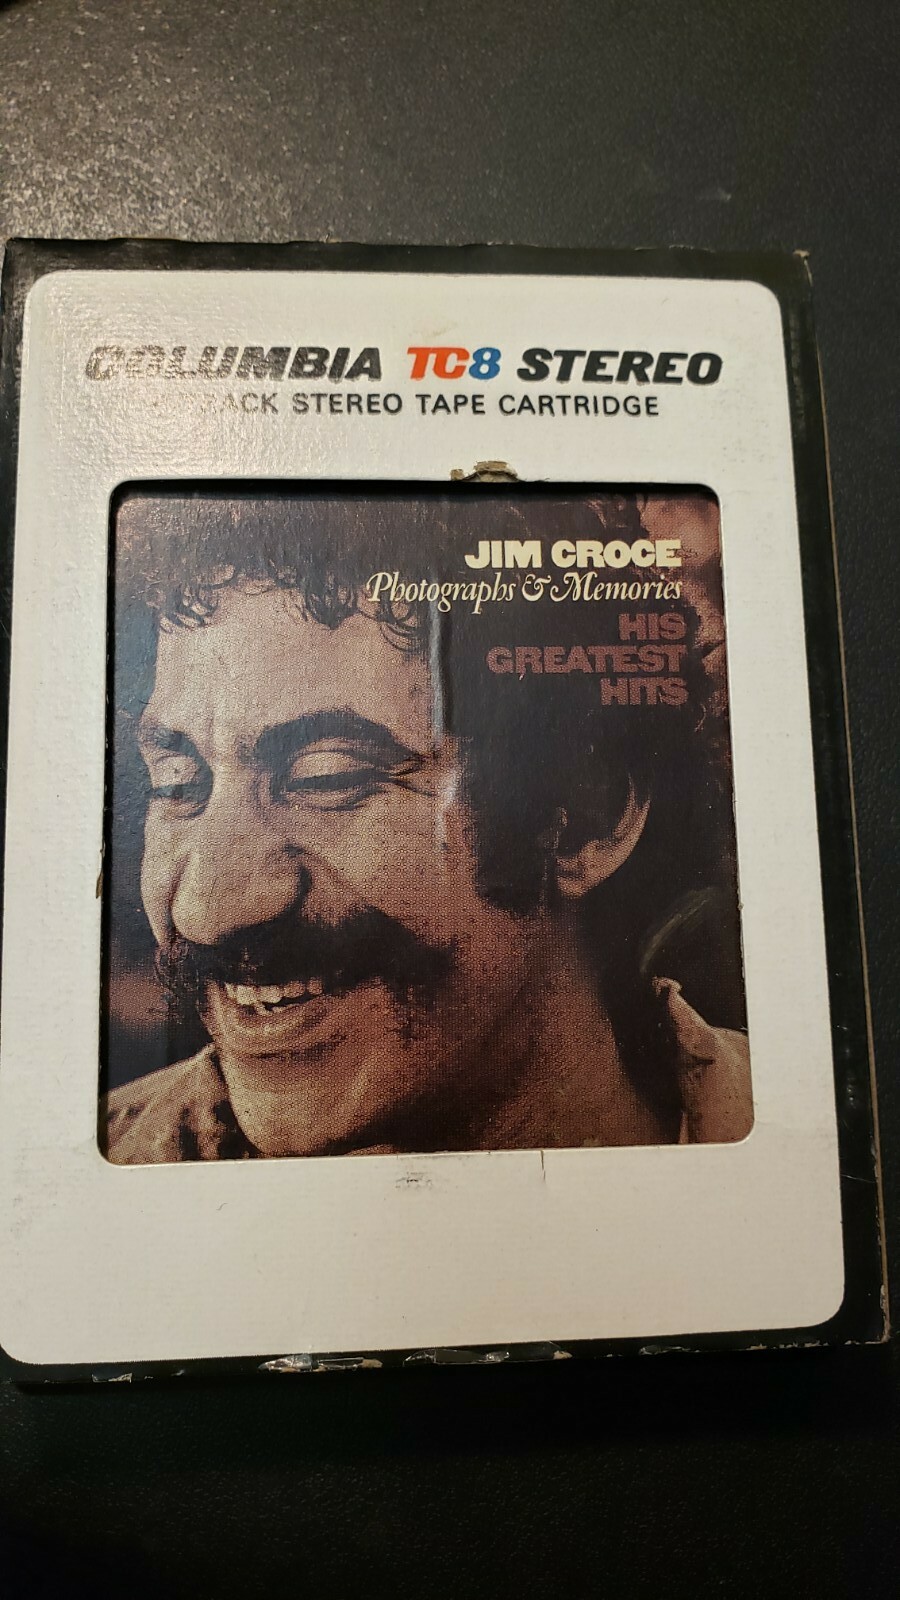 COLUMBIA TC8 STEREO
STEREO TAPE CARTRIDGE
JIM CROCE
Photographs & Memories
HIS
GREATEST
HITS